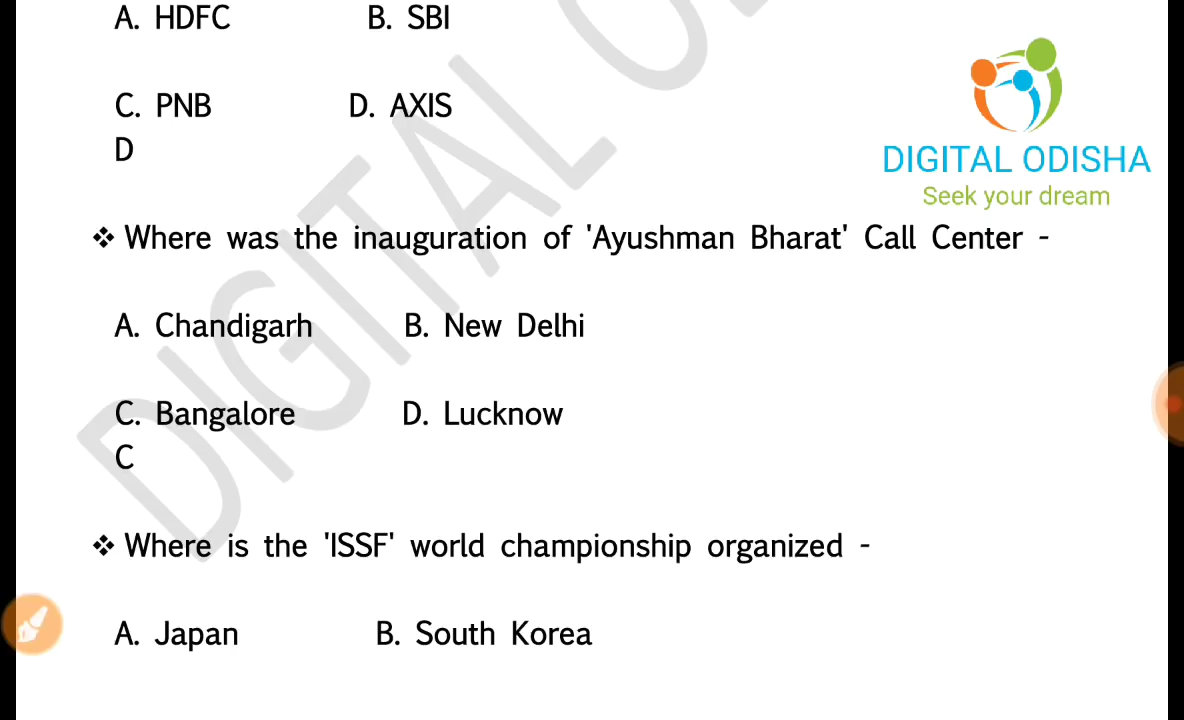 A. HDFC B. SBI
C. PNB D. AXIS
D
DIGITAL ODISHA
Seek your dream
❖ Where was the inauguration of 'Ayushman Bharat' Call Center -
A. Chandigarh B. New Delhi
C. Bangalore D. Lucknow
C
❖ Where is the 'ISSF' world championship organized -
A. Japan B. South Korea
DIGITAL O